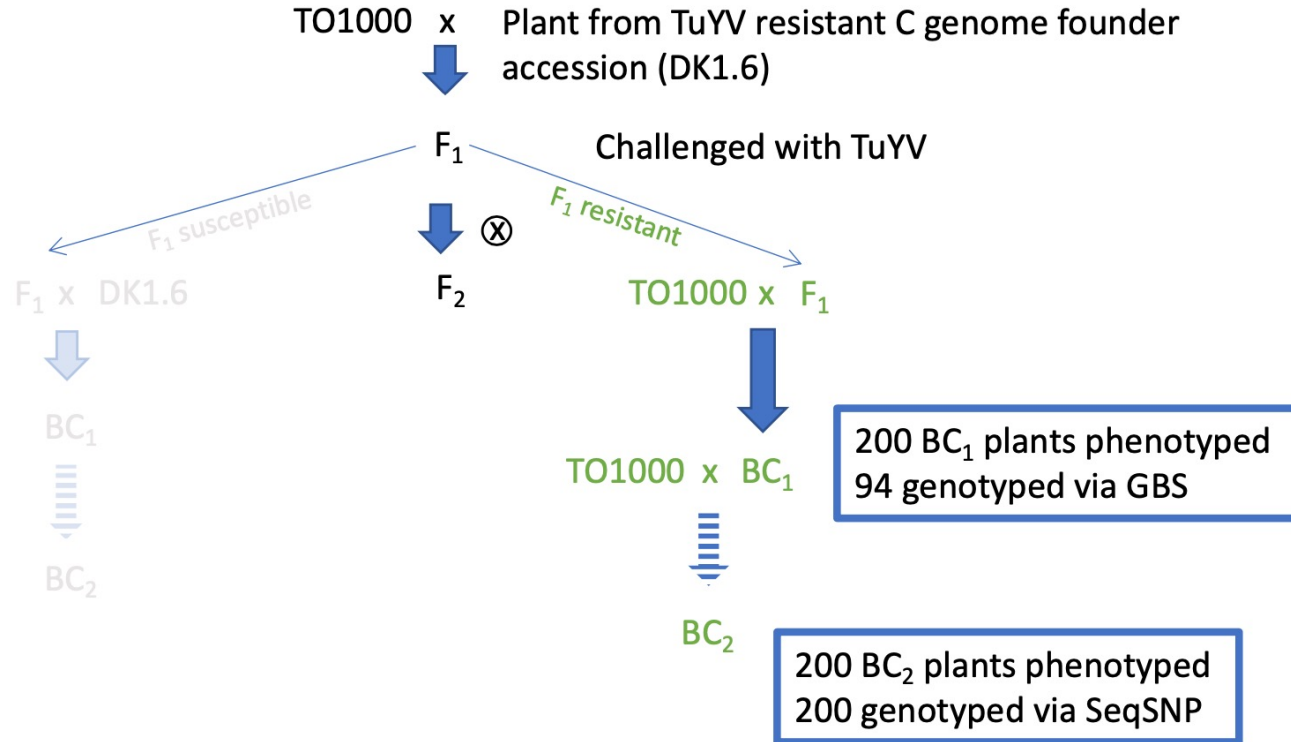 TO1000 x Plant from TuYV resistant C genome founder
accession (DK1.6)
F₁ Challenged with TuYV
F₁ susceptible
F₁ resistant
ⓧ
F₁ x DK1.6
F₂
TO1000 x F₁
BC₁
200 BC₁ plants phenotyped
94 genotyped via GBS
TO1000 x BC₁
BC₂
BC₂
200 BC₂ plants phenotyped
200 genotyped via SeqSNP